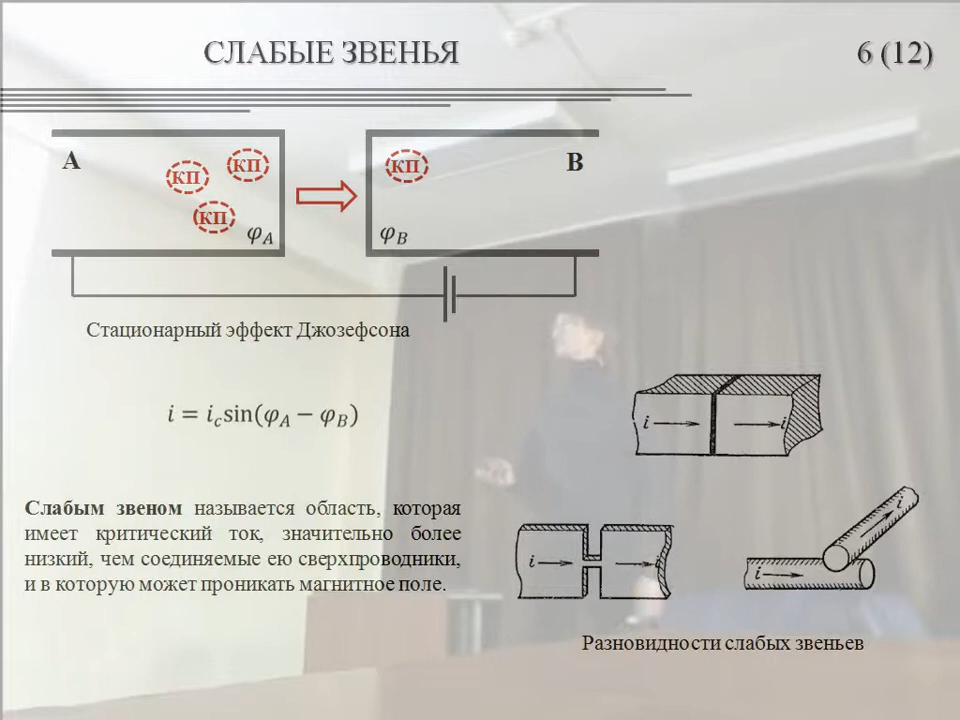 СЛАБЫЕ ЗВЕНЬЯ 6 (12)
A B
КП КП КП
КП
φA φB
Стационарный эффект Джозефсона
i = icsin(φA − φB)
i i
Слабым звеном называется область, которая
имеет критический ток, значительно более
низкий, чем соединяемые ею сверхпроводники,
и в которую может проникать магнитное поле.
i i
i i
Разновидности слабых звеньев